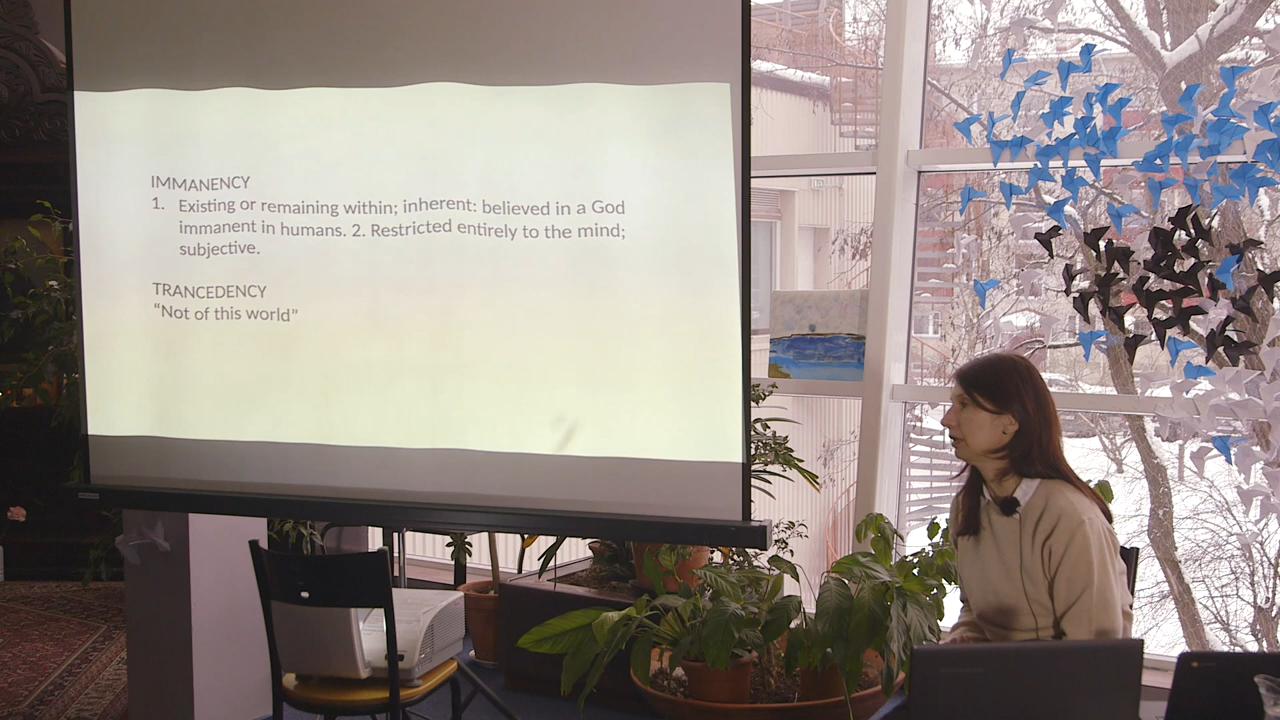 IMMANENCY
1. Existing or remaining within; inherent: believed in a God
immanent in humans. 2. Restricted entirely to the mind;
subjective.
TRANCEDENCY
“Not of this world”